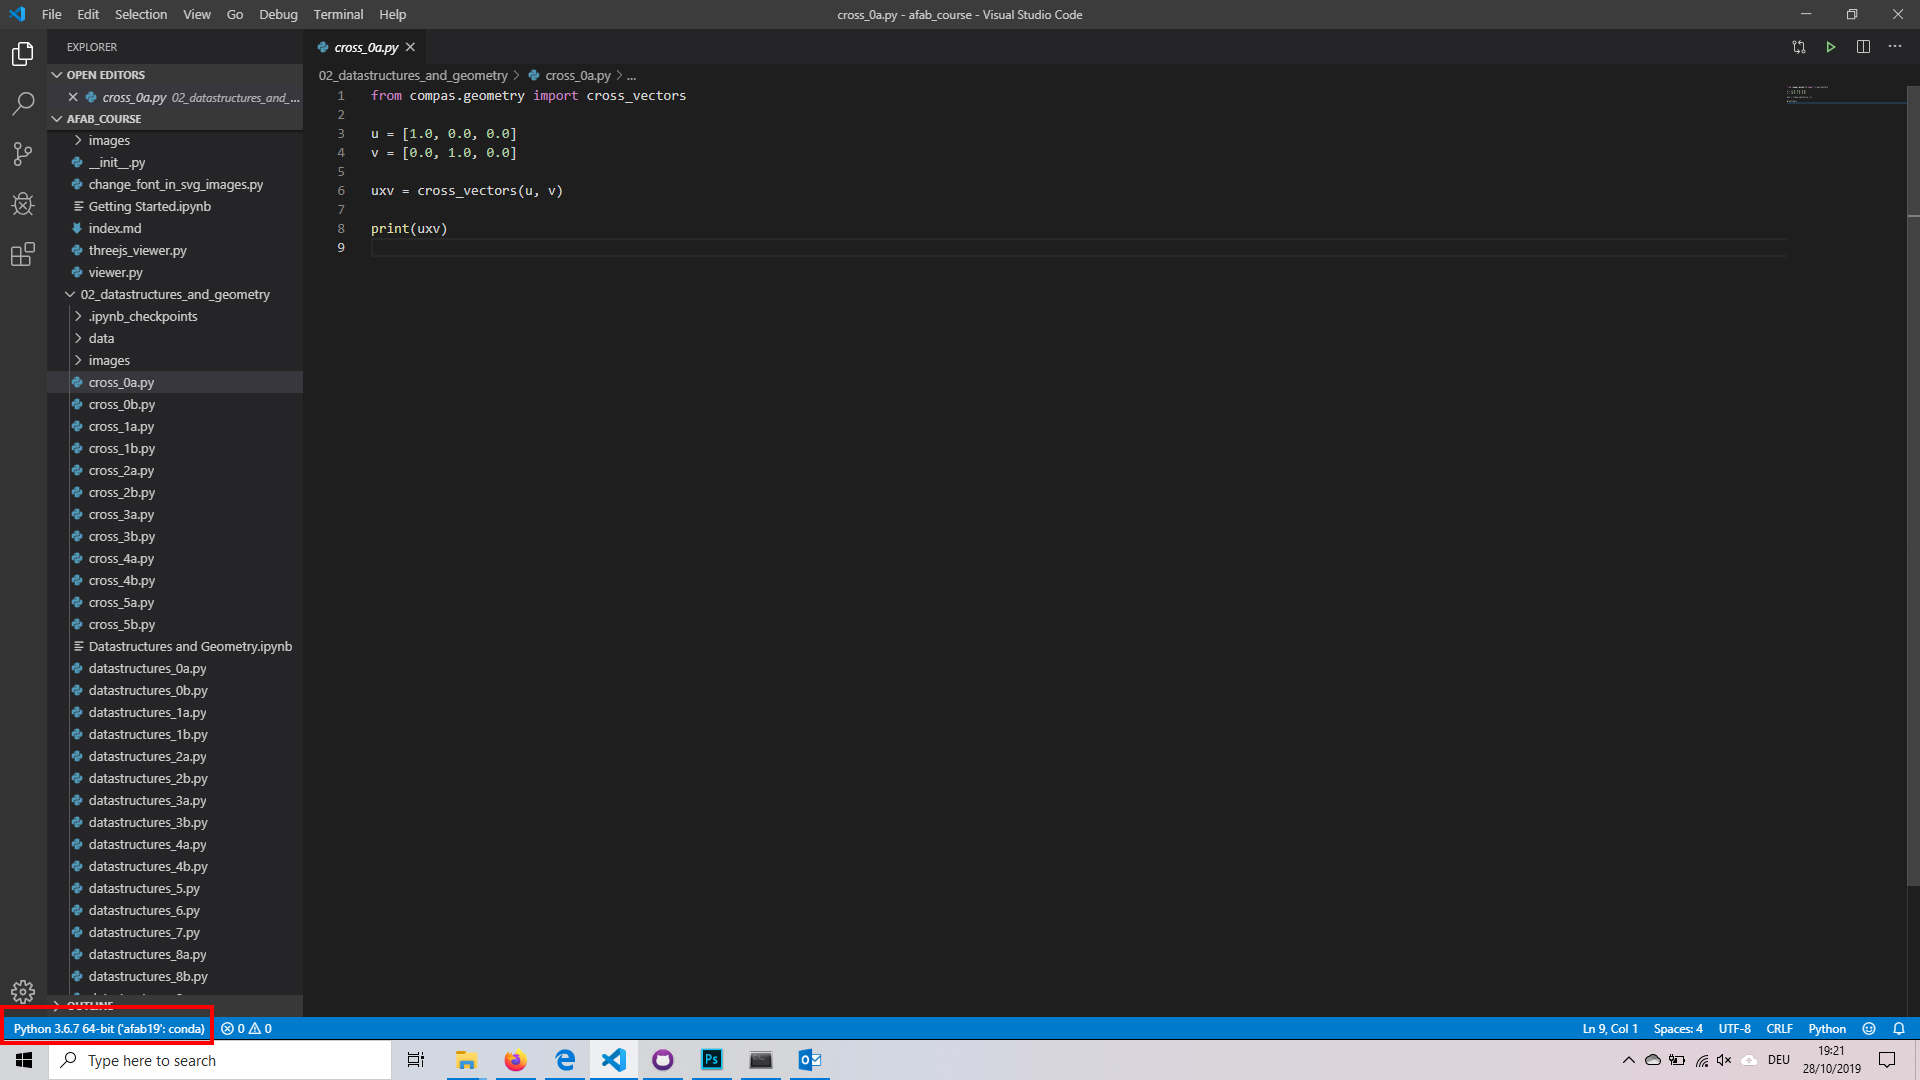 File Edit Selection View Go Debug Terminal Help
cross_0a.py - afab_course - Visual Studio Code
EXPLORER
OPEN EDITORS
cross_0a.py 02_datastructures_and_...
AFAB_COURSE
images
__init__.py
change_font_in_svg_images.py
Getting Started.ipynb
index.md
threejs_viewer.py
viewer.py
02_datastructures_and_geometry
.ipynb_checkpoints
data
images
cross_0a.py
cross_0b.py
cross_1a.py
cross_1b.py
cross_2a.py
cross_2b.py
cross_3a.py
cross_3b.py
cross_4a.py
cross_4b.py
cross_5a.py
cross_5b.py
Datastructures and Geometry.ipynb
datastructures_0a.py
datastructures_0b.py
datastructures_1a.py
datastructures_1b.py
datastructures_2a.py
datastructures_2b.py
datastructures_3a.py
datastructures_3b.py
datastructures_4a.py
datastructures_4b.py
datastructures_5.py
datastructures_6.py
datastructures_7.py
datastructures_8a.py
datastructures_8b.py
OUTLINE
cross_0a.py
02_datastructures_and_geometry > cross_0a.py > ...
1 from compas.geometry import cross_vectors
2
3 u = [1.0, 0.0, 0.0]
4 v = [0.0, 1.0, 0.0]
5
6 uxv = cross_vectors(u, v)
7
8 print(uxv)
9
Python 3.6.7 64-bit ('afab19': conda) 0 0
Ln 9, Col 1 Spaces: 4 UTF-8 CRLF Python
Type here to search
Ps
DEU
19:21
28/10/2019